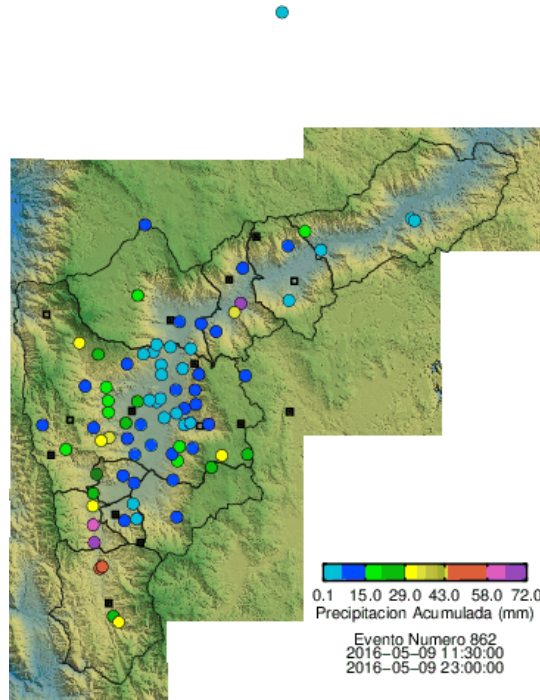 0.1 15.0 29.0 43.0 58.0 72.0
Precipitacion Acumulada (mm)
Evento Numero 862
2016-05-09 11:30:00
2016-05-09 23:00:00